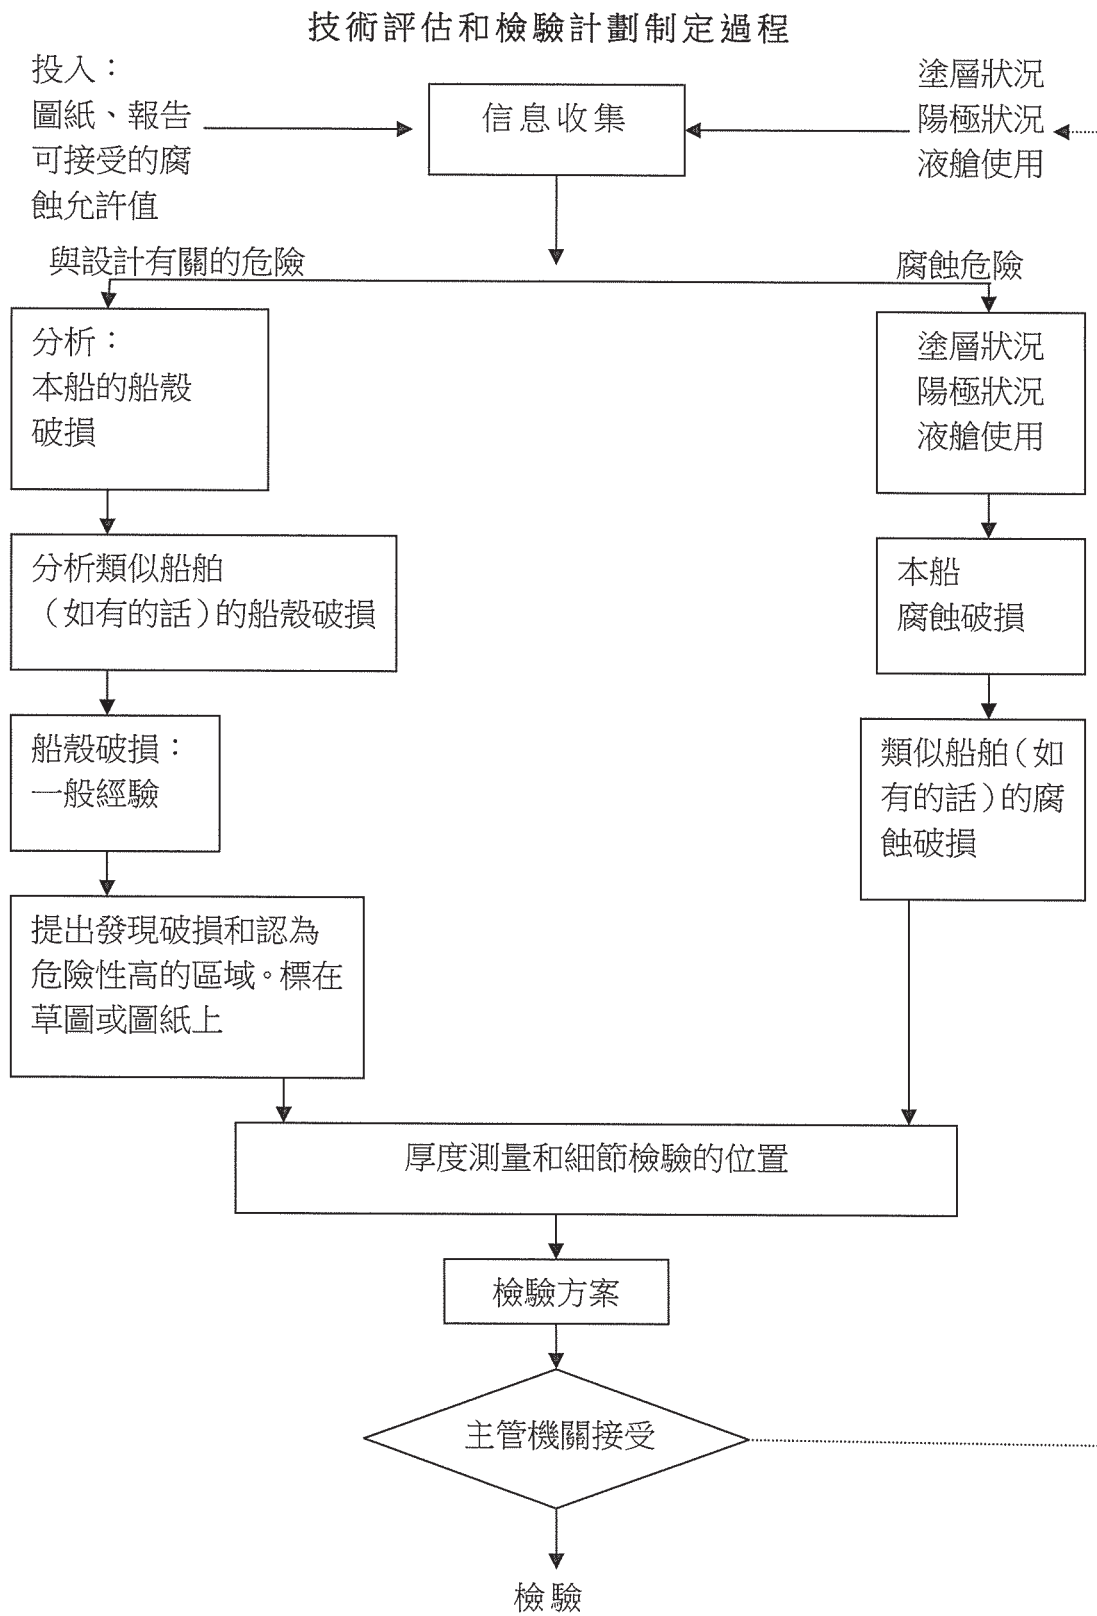 技術評估和檢驗計劃制定過程
投入：
圖紙、報告
可接受的腐
蝕允許值
信息收集
塗層狀況
陽極狀況
液艙使用
與設計有關的危險
腐蝕危險
分析：
本船的船殼
破損
塗層狀況
陽極狀況
液艙使用
分析類似船舶
（如有的話）的船殼破損
本船
腐蝕破損
船殼破損：
一般經驗
類似船舶（如
有的話）的腐
蝕破損
提出發現破損和認為
危險性高的區域。標在
草圖或圖紙上
厚度測量和細節檢驗的位置
檢驗方案
主管機關接受
檢驗